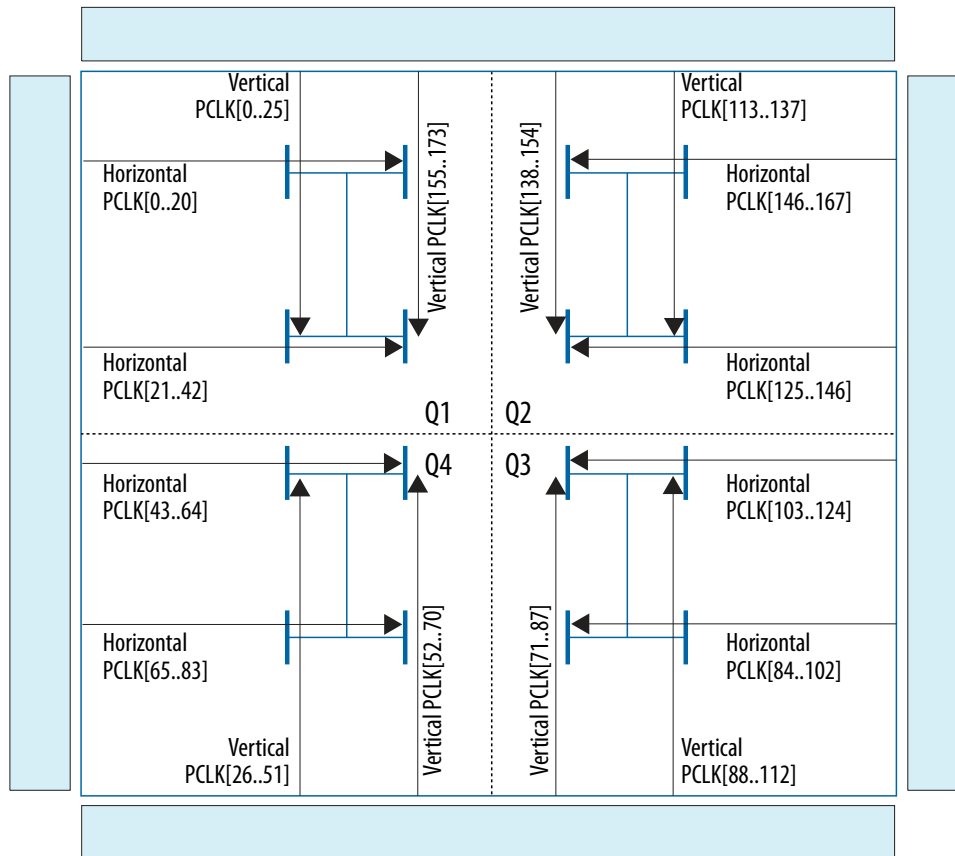 Vertical
PCLK[0..25]
Vertical PCLK[155..173]
Horizontal
PCLK[0..20]
Horizontal
PCLK[21..42]
Q1
Vertical
PCLK[113..137]
Vertical PCLK[138..154]
Horizontal
PCLK[146..167]
Horizontal
PCLK[125..146]
Q2
Q4
Horizontal
PCLK[43..64]
Horizontal
PCLK[65..83]
Vertical
PCLK[26..51]
Vertical PCLK[52..70]
Q3
Horizontal
PCLK[103..124]
Vertical PCLK[71..87]
Horizontal
PCLK[84..102]
Vertical
PCLK[88..112]